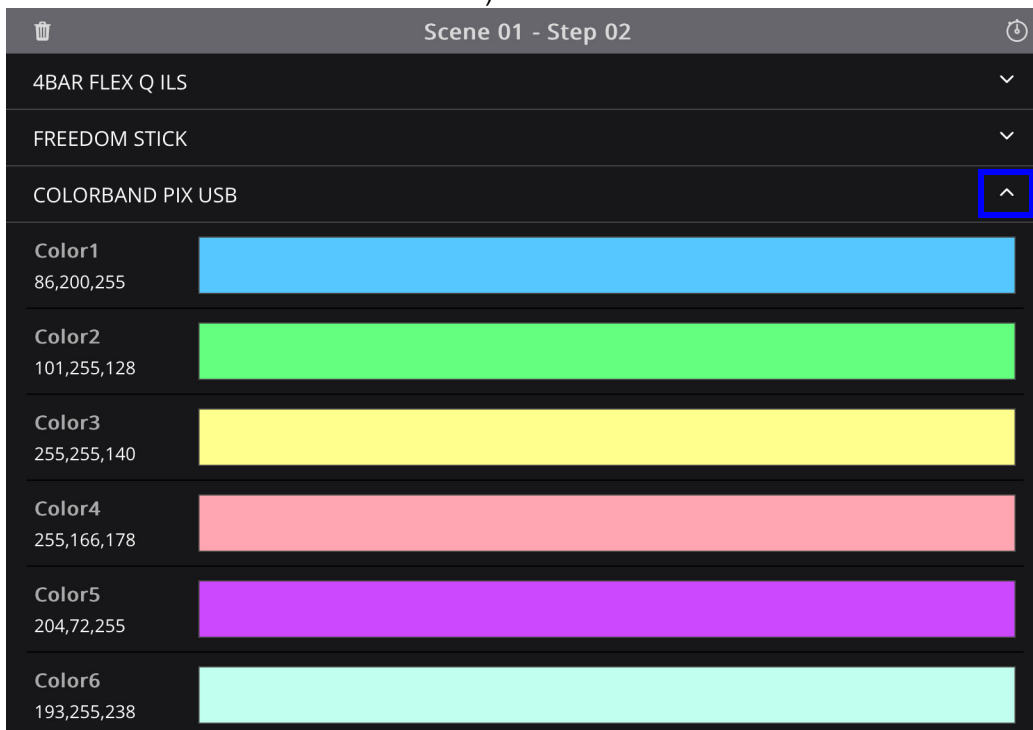 Scene 01 - Step 02
4BAR FLEX Q ILS
FREEDOM STICK
COLORBAND PIX USB
Color1
86,200,255
Color2
101,255,128
Color3
255,255,140
Color4
255,166,178
Color5
204,72,255
Color6
193,255,238